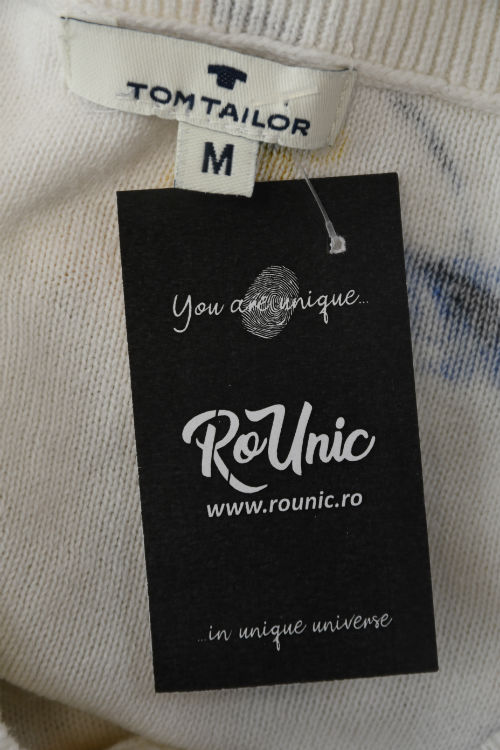 TOM TAILOR
M
You are unique...
RoUnic
www.rounic.ro
...in unique universe